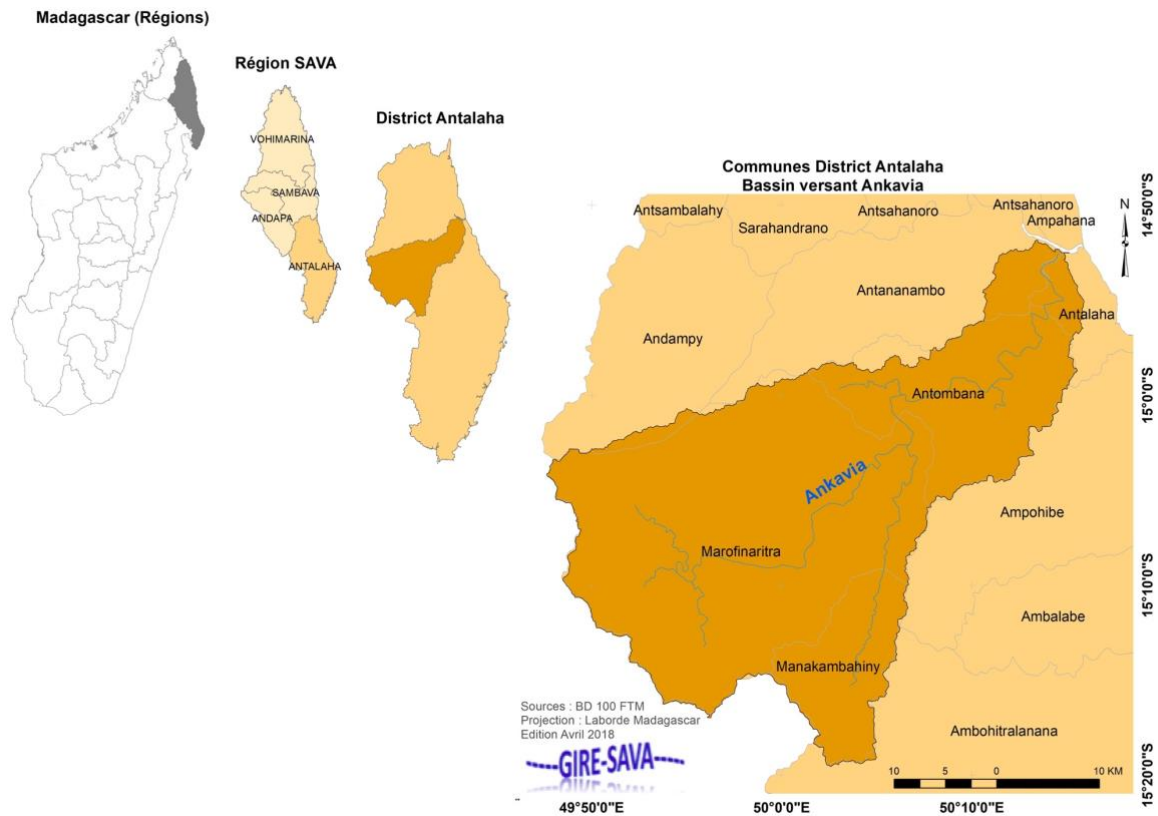 Madagascar (Régions)
Région SAVA
VOHIMARINA
SAMBAVA
ANDAPA
ANTALAHA
District Antalaha
Communes District Antalaha
Bassin versant Ankavia
Antsambalahy
Sarahandrano
Antsahanoro
Antsahanoro
Ampahana
N
Antananambo
Antalaha
Andampy
Antombana
Ankavia
Ampohibe
Marofinaritra
Ambalabe
Manakambahiny
Ambohitralanana
14°50'0"S
15°0'0"S
15°10'0"S
15°20'0"S
Sources : BD 100 FTM
Projection : Laborde Madagascar
Edition Avril 2018
GIRE-SAVA
10 5 0 10 KM
49°50'0"E 50°0'0"E 50°10'0"E